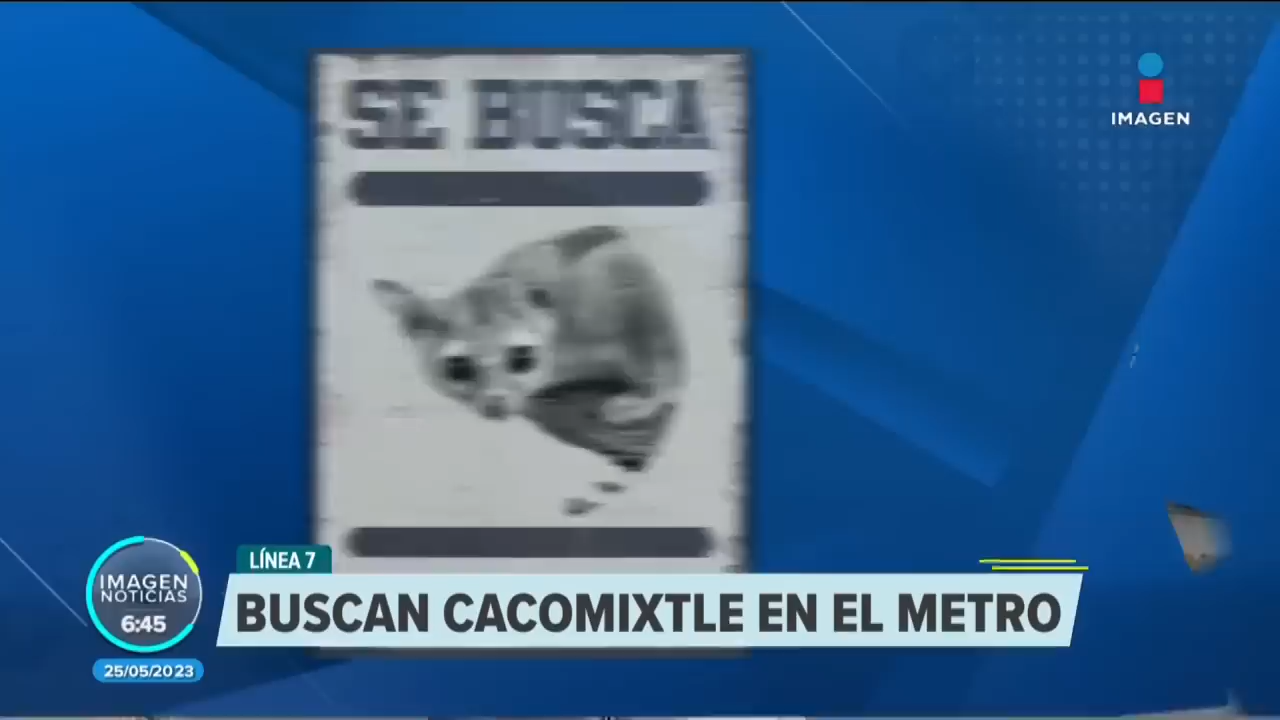 SE BUSCA
IMAGEN
LÍNEA 7
BUSCAN CACOMIXTLE EN EL METRO
IMAGEN
NOTICIAS
6:45
25/05/2023